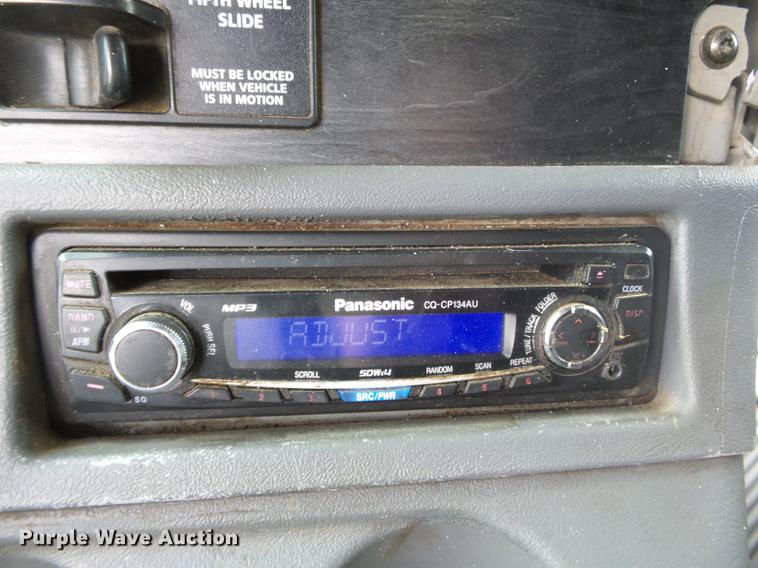 FIFTH WHEEL
SLIDE
MUST BE LOCKED
WHEN VEHICLE
IS IN MOTION
MUTE
VOL
MP3
Panasonic CQ-CP134AU
CLOCK
BAND
APM
PUSH SEL
ADJUST
TUNE/TRACK FOLDER
DISP
SCROLL
50Wx4
RANDOM
SCAN
REPEAT
SQ
1 2 3 SRC/PWR 4 5 6
Purple Wave Auction